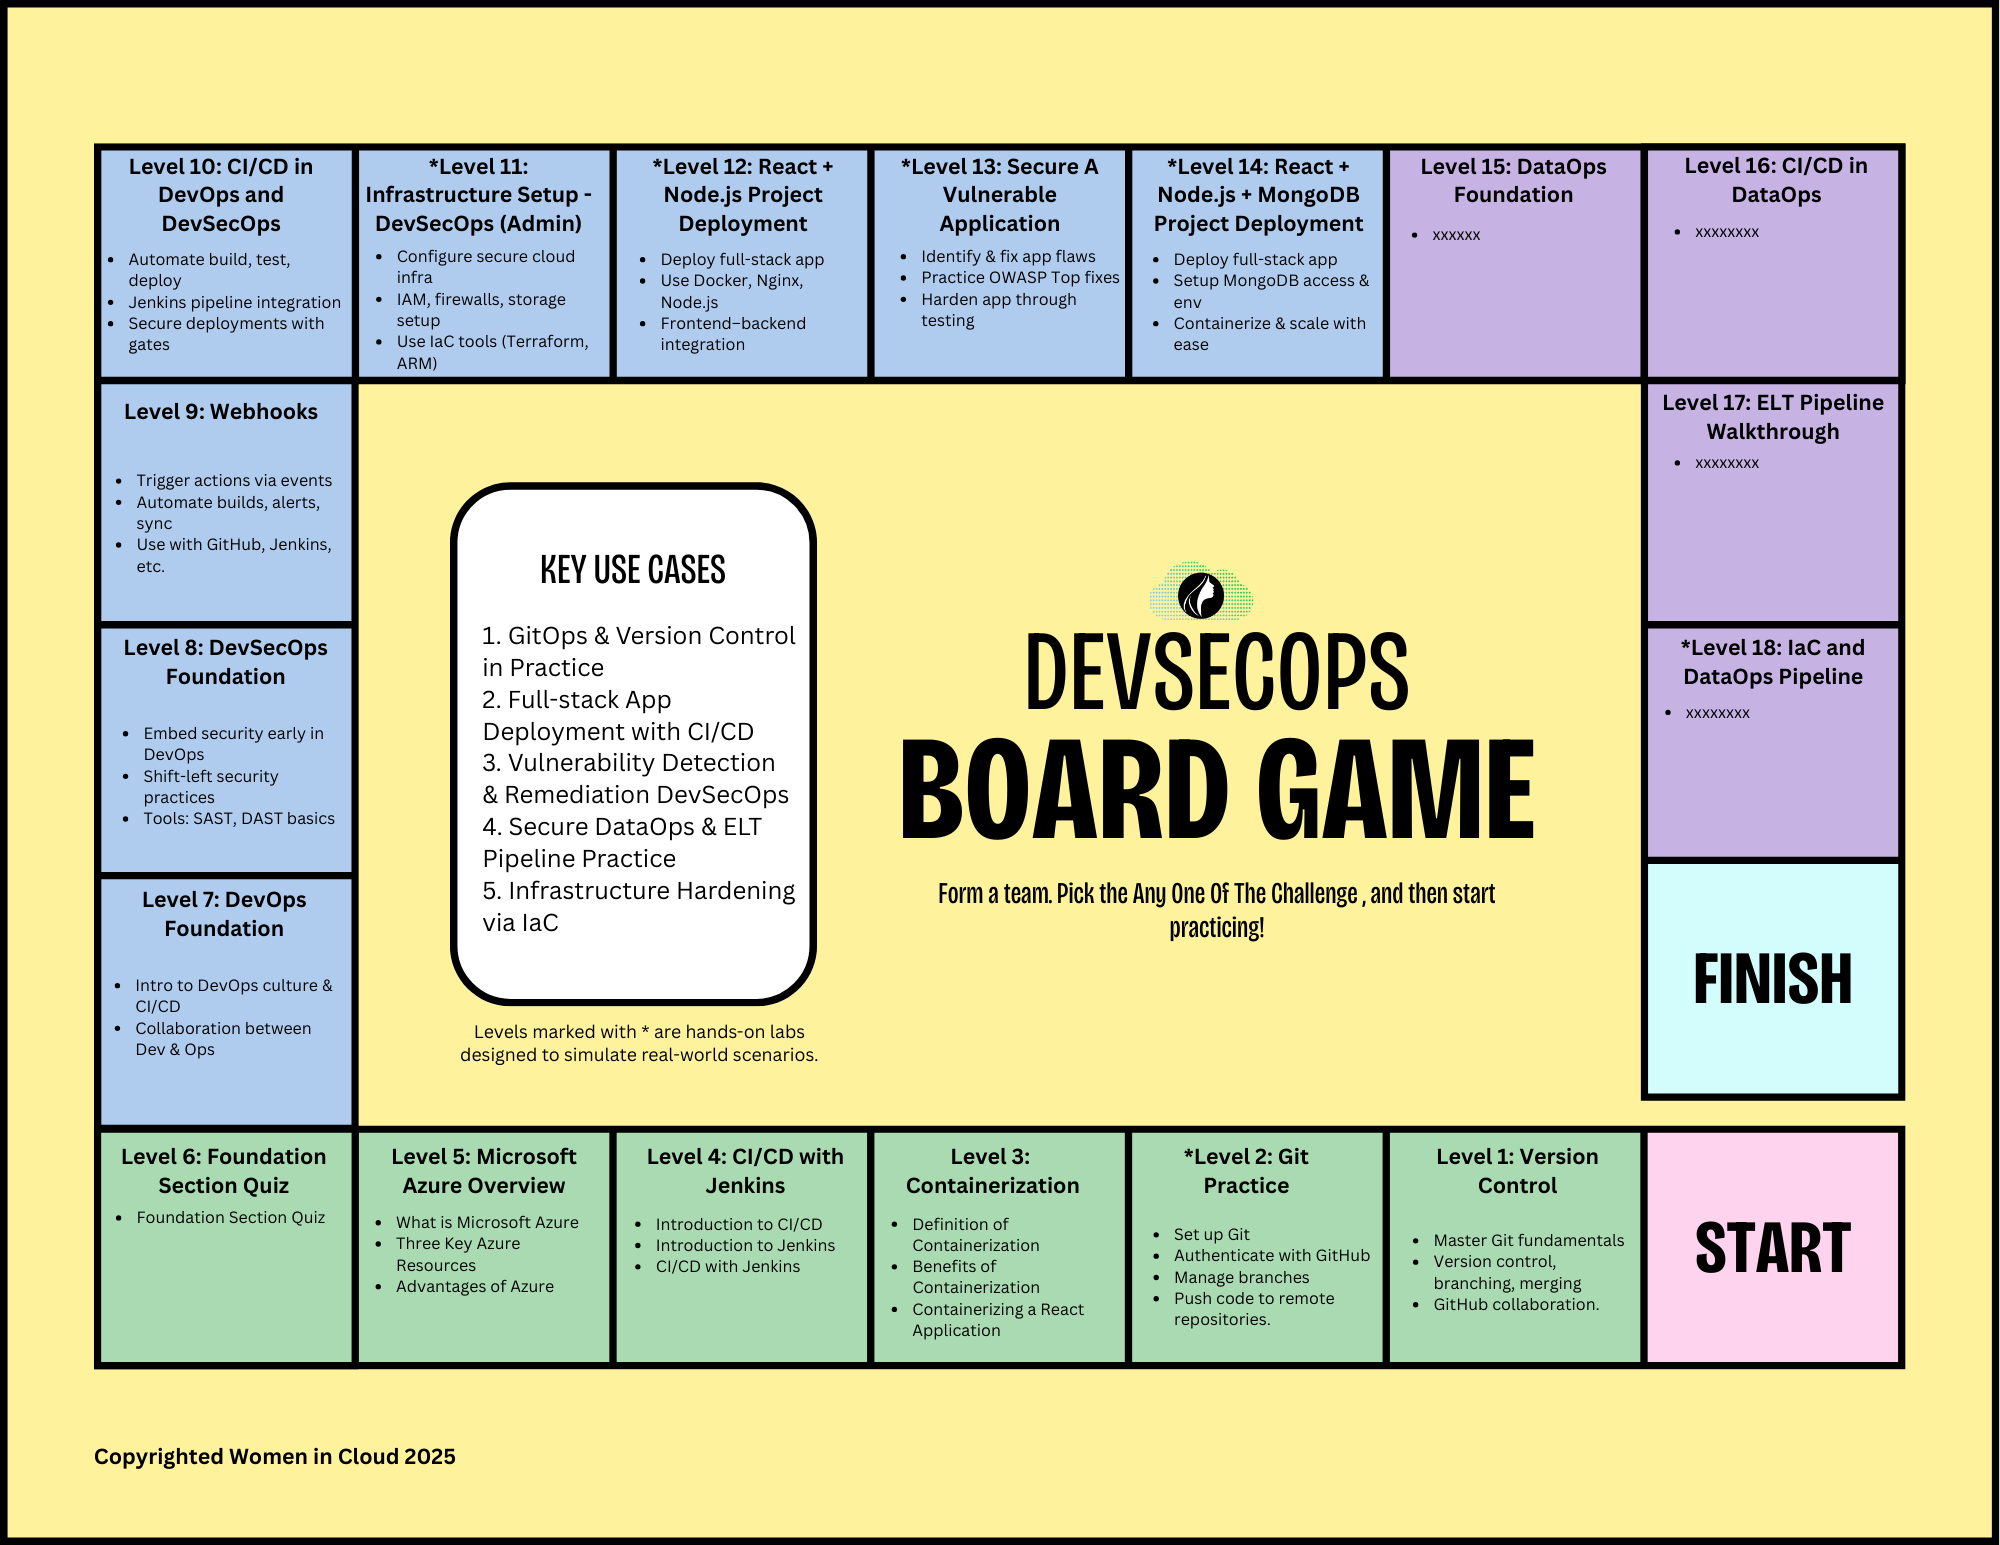 Level 10: CI/CD in
DevOps and
DevSecOps
• Automate build, test,
deploy
• Jenkins pipeline integration
• Secure deployments with
gates
*Level 11:
Infrastructure Setup -
DevSecOps (Admin)
• Configure secure cloud
infra
• IAM, firewalls, storage
setup
• Use IaC tools (Terraform,
ARM)
*Level 12: React +
Node.js Project
Deployment
• Deploy full-stack app
• Use Docker, Nginx,
Node.js
• Frontend–backend
integration
*Level 13: Secure A
Vulnerable
Application
• Identify & fix app flaws
• Practice OWASP Top fixes
• Harden app through
testing
*Level 14: React +
Node.js + MongoDB
Project Deployment
• Deploy full-stack app
• Setup MongoDB access &
env
• Containerize & scale with
ease
Level 15: DataOps
Foundation
• xxxxxx
Level 16: CI/CD in
DataOps
• xxxxxxxx
Level 9: Webhooks
• Trigger actions via events
• Automate builds, alerts,
sync
• Use with GitHub, Jenkins,
etc.
Level 17: ELT Pipeline
Walkthrough
• xxxxxxxx
Level 8: DevSecOps
Foundation
• Embed security early in
DevOps
• Shift-left security
practices
• Tools: SAST, DAST basics
*Level 18: IaC and
DataOps Pipeline
• xxxxxxxx
Level 7: DevOps
Foundation
• Intro to DevOps culture &
CI/CD
• Collaboration between
Dev & Ops
KEY USE CASES
1. GitOps & Version Control
in Practice
2. Full-stack App
Deployment with CI/CD
3. Vulnerability Detection
& Remediation DevSecOps
4. Secure DataOps & ELT
Pipeline Practice
5. Infrastructure Hardening
via IaC
Levels marked with * are hands-on labs
designed to simulate real-world scenarios.
DEVSECOPS
BOARD GAME
Form a team. Pick the Any One Of The Challenge , and then start
practicing!
FINISH
Level 6: Foundation
Section Quiz
• Foundation Section Quiz
Level 5: Microsoft
Azure Overview
• What is Microsoft Azure
• Three Key Azure
Resources
• Advantages of Azure
Level 4: CI/CD with
Jenkins
• Introduction to CI/CD
• Introduction to Jenkins
• CI/CD with Jenkins
Level 3:
Containerization
• Definition of
Containerization
• Benefits of
Containerization
• Containerizing a React
Application
*Level 2: Git
Practice
• Set up Git
• Authenticate with GitHub
• Manage branches
• Push code to remote
repositories.
Level 1: Version
Control
• Master Git fundamentals
• Version control,
branching, merging
• GitHub collaboration.
START
Copyrighted Women in Cloud 2025